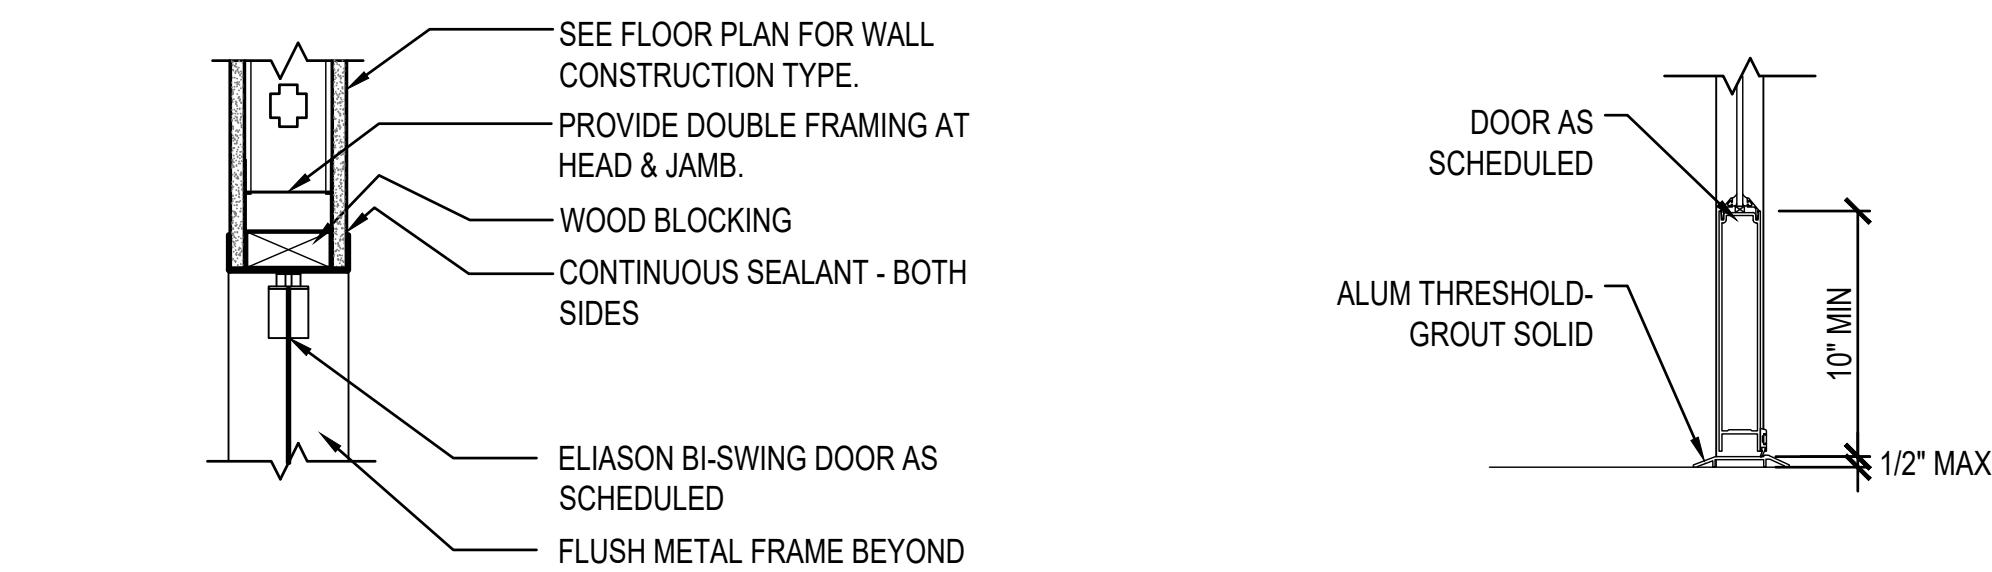 SEE FLOOR PLAN FOR WALL
CONSTRUCTION TYPE.
PROVIDE DOUBLE FRAMING AT
HEAD & JAMB.
WOOD BLOCKING
CONTINUOUS SEALANT - BOTH
SIDES
ELIASON BI-SWING DOOR AS
SCHEDULED
FLUSH METAL FRAME BEYOND
DOOR AS
SCHEDULED
ALUM THRESHOLD-
GROUT SOLID
10" MIN
1/2" MAX